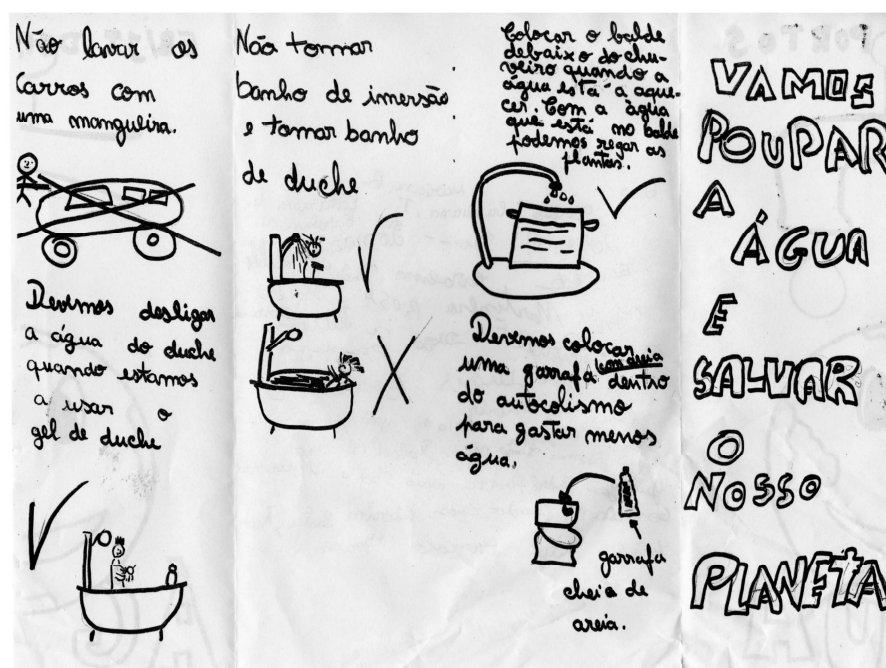 Não lavar os
carros com
uma mangueira.
Devemos desligar
a água do duche
quando estamos
a usar o
gel de duche
Não tomar
banho de imersão
e tomar banho
de duche
Colocar o balde
debaixo do chu-
veiro quando a
água está a aque-
cer. Com a água
que está no balde
podemos regar as
plantas.
Devemos colocar
uma garrafa com areia dentro
do autocolismo
para gastar menos
água.
garrafa
cheia de
areia.
VAMOS
POUPAR
A
ÁGUA
E
SALVAR
O
NOSSO
PLANETA